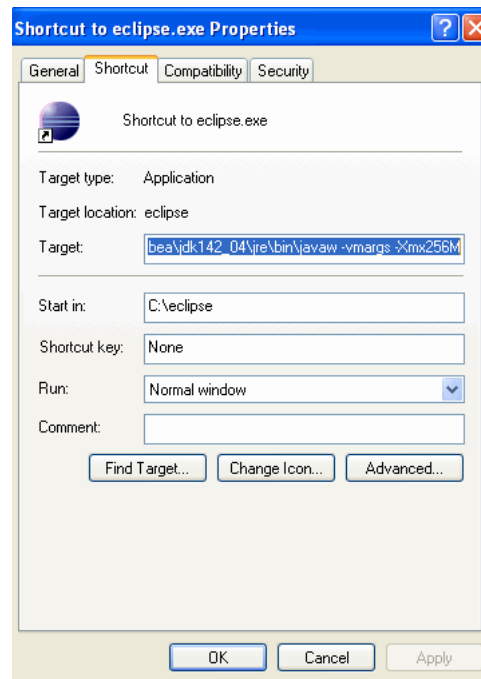 Shortcut to eclipse.exe Properties
General Shortcut Compatibility Security
Shortcut to eclipse.exe
Target type: Application
Target location: eclipse
Target: bea\jdk142_04\jre\bin\javaw -vmargs -Xmx256M
Start in: C:\eclipse
Shortcut key: None
Run: Normal window
Comment:
Find Target... Change Icon... Advanced...
OK Cancel Apply